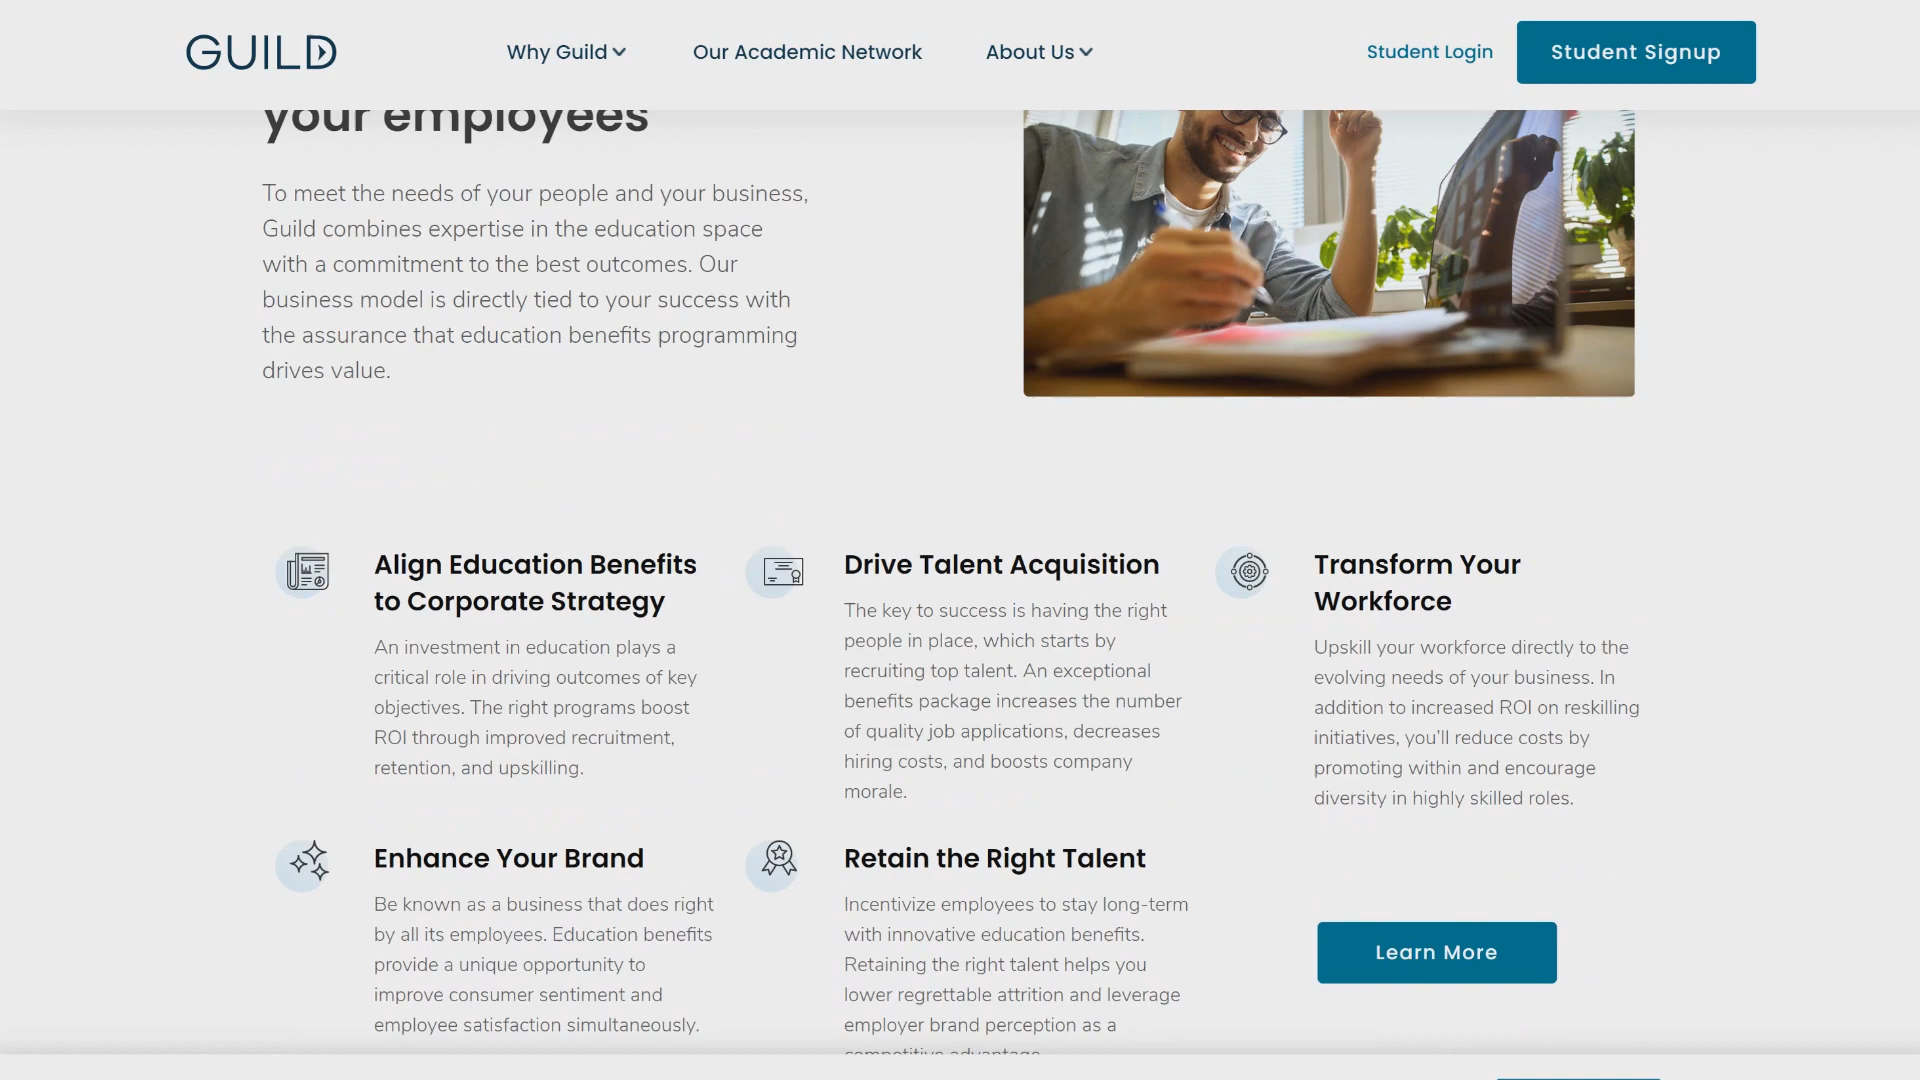 GUILD
Why Guild
Our Academic Network
About Us
Student Login
Student Signup
your employees
To meet the needs of your people and your business,
Guild combines expertise in the education space
with a commitment to the best outcomes. Our
business model is directly tied to your success with
the assurance that education benefits programming
drives value.
Align Education Benefits
to Corporate Strategy
An investment in education plays a
critical role in driving outcomes of key
objectives. The right programs boost
ROI through improved recruitment,
retention, and upskilling.
Drive Talent Acquisition
The key to success is having the right
people in place, which starts by
recruiting top talent. An exceptional
benefits package increases the number
of quality job applications, decreases
hiring costs, and boosts company
morale.
Transform Your
Workforce
Upskill your workforce directly to the
evolving needs of your business. In
addition to increased ROI on reskilling
initiatives, you'll reduce costs by
promoting within and encourage
diversity in highly skilled roles.
Enhance Your Brand
Be known as a business that does right
by all its employees. Education benefits
provide a unique opportunity to
improve consumer sentiment and
employee satisfaction simultaneously.
Retain the Right Talent
Incentivize employees to stay long-term
with innovative education benefits.
Retaining the right talent helps you
lower regrettable attrition and leverage
employer brand perception as a
competitive advantage.
Learn More